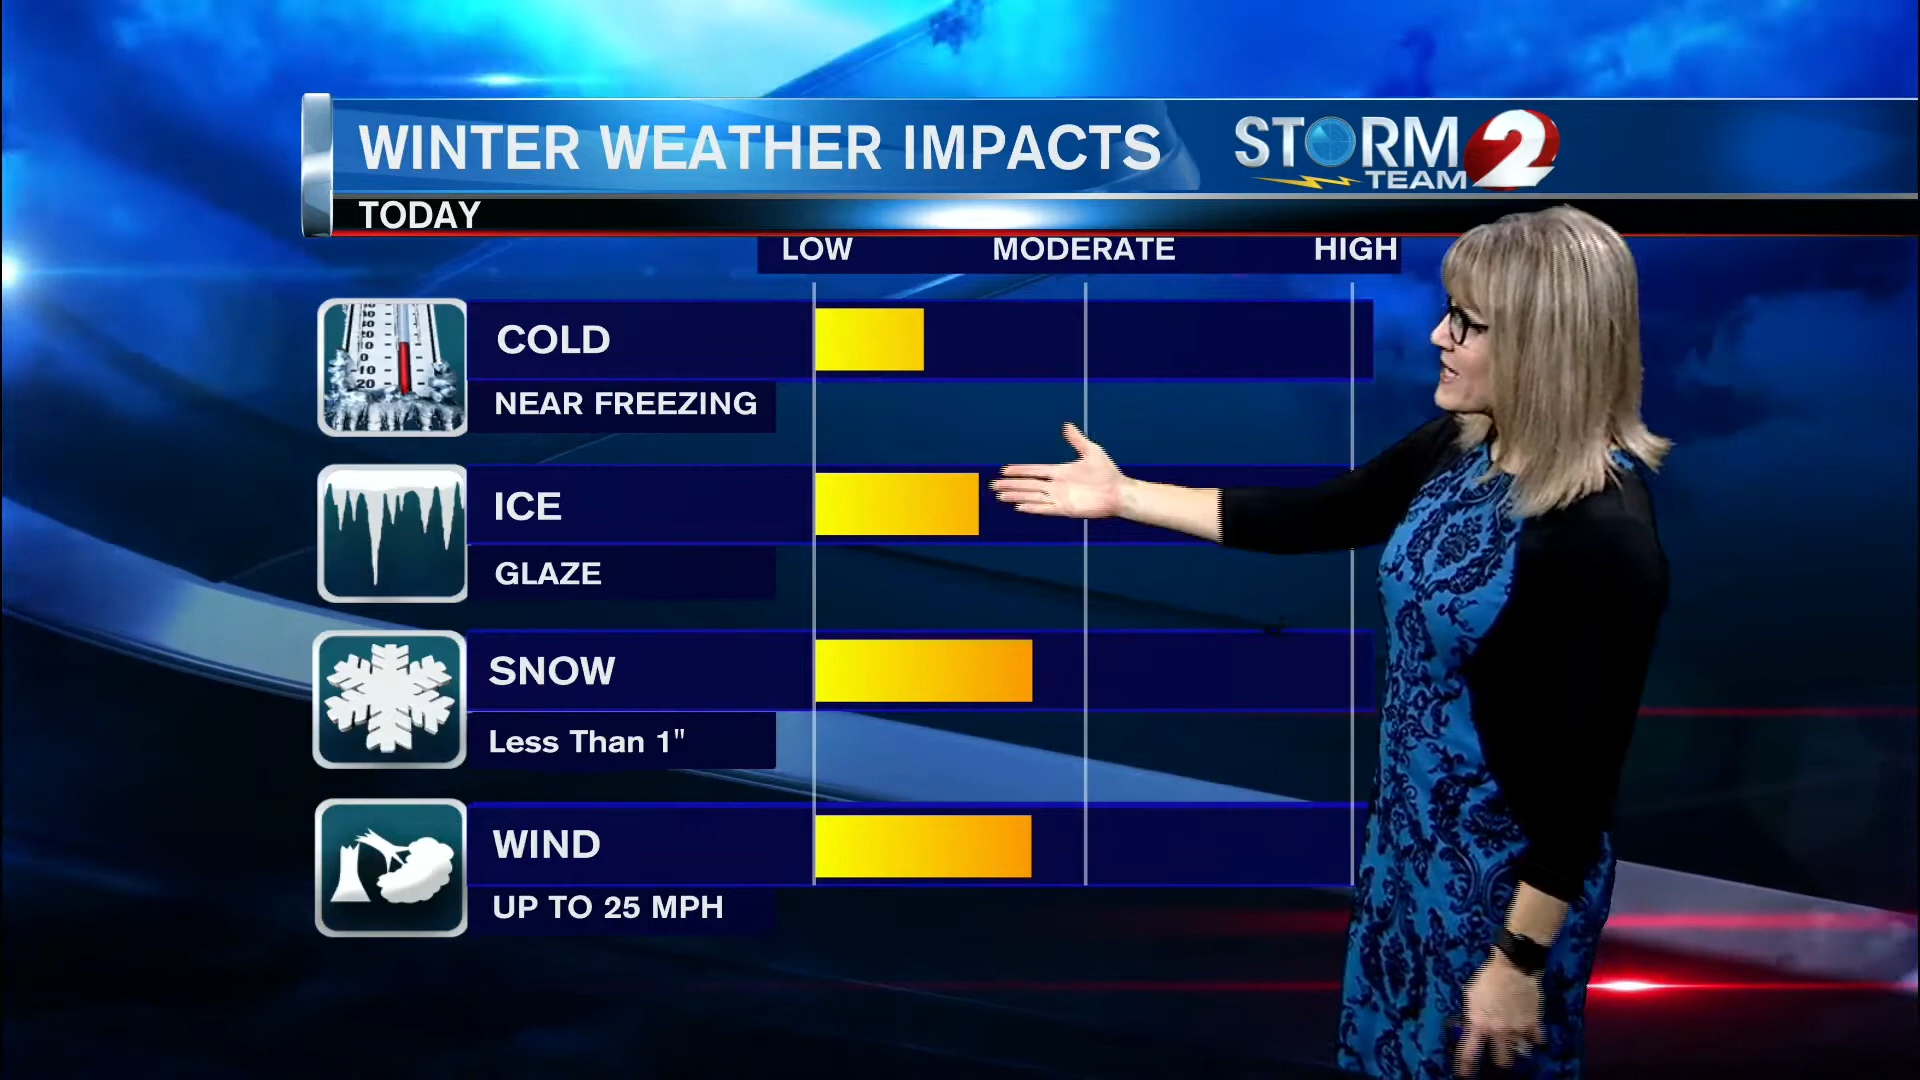 WINTER WEATHER IMPACTS
STORM
TEAM 2
TODAY
LOW MODERATE HIGH
COLD
NEAR FREEZING
ICE
GLAZE
SNOW
Less Than 1"
WIND
UP TO 25 MPH